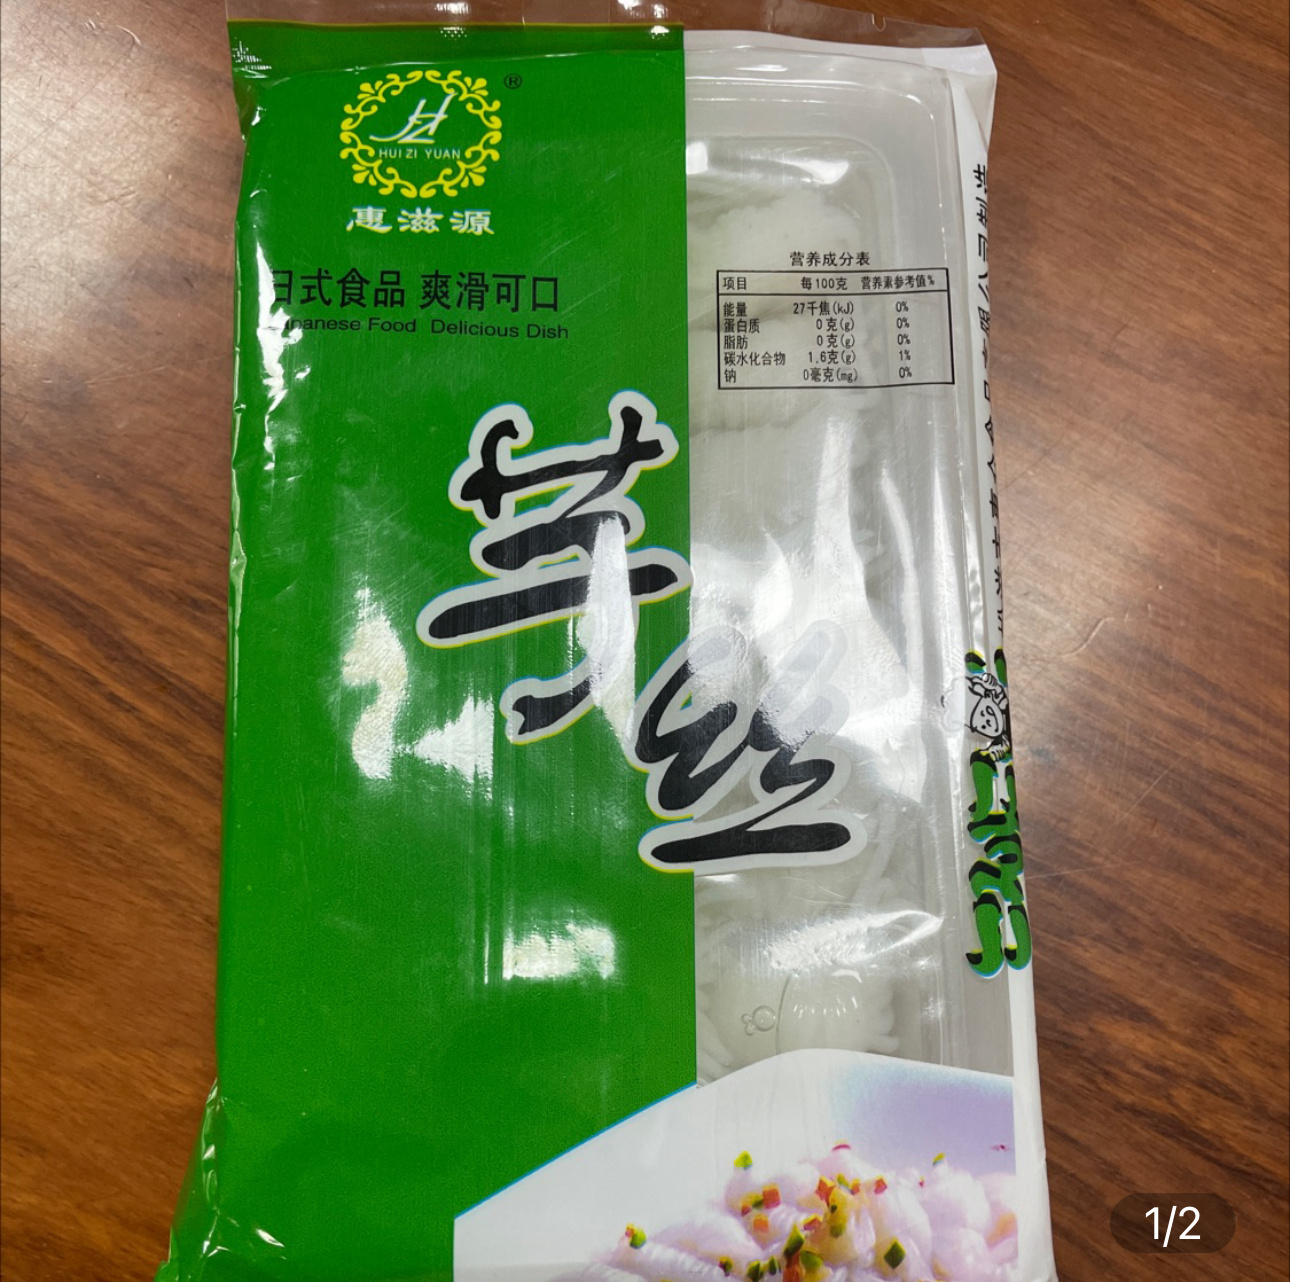 ®
HZ
HUI ZI YUAN
惠滋源
日式食品 爽滑可口
Japanese Food Delicious Dish
营养成分表
项目 每100克 营养素参考值%
能量 27千焦(kJ) 0%
蛋白质 0克(g) 0%
脂肪 0克(g) 0%
碳水化合物 1.6克(g) 1%
钠 0毫克(mg) 0%
芋丝
1/2